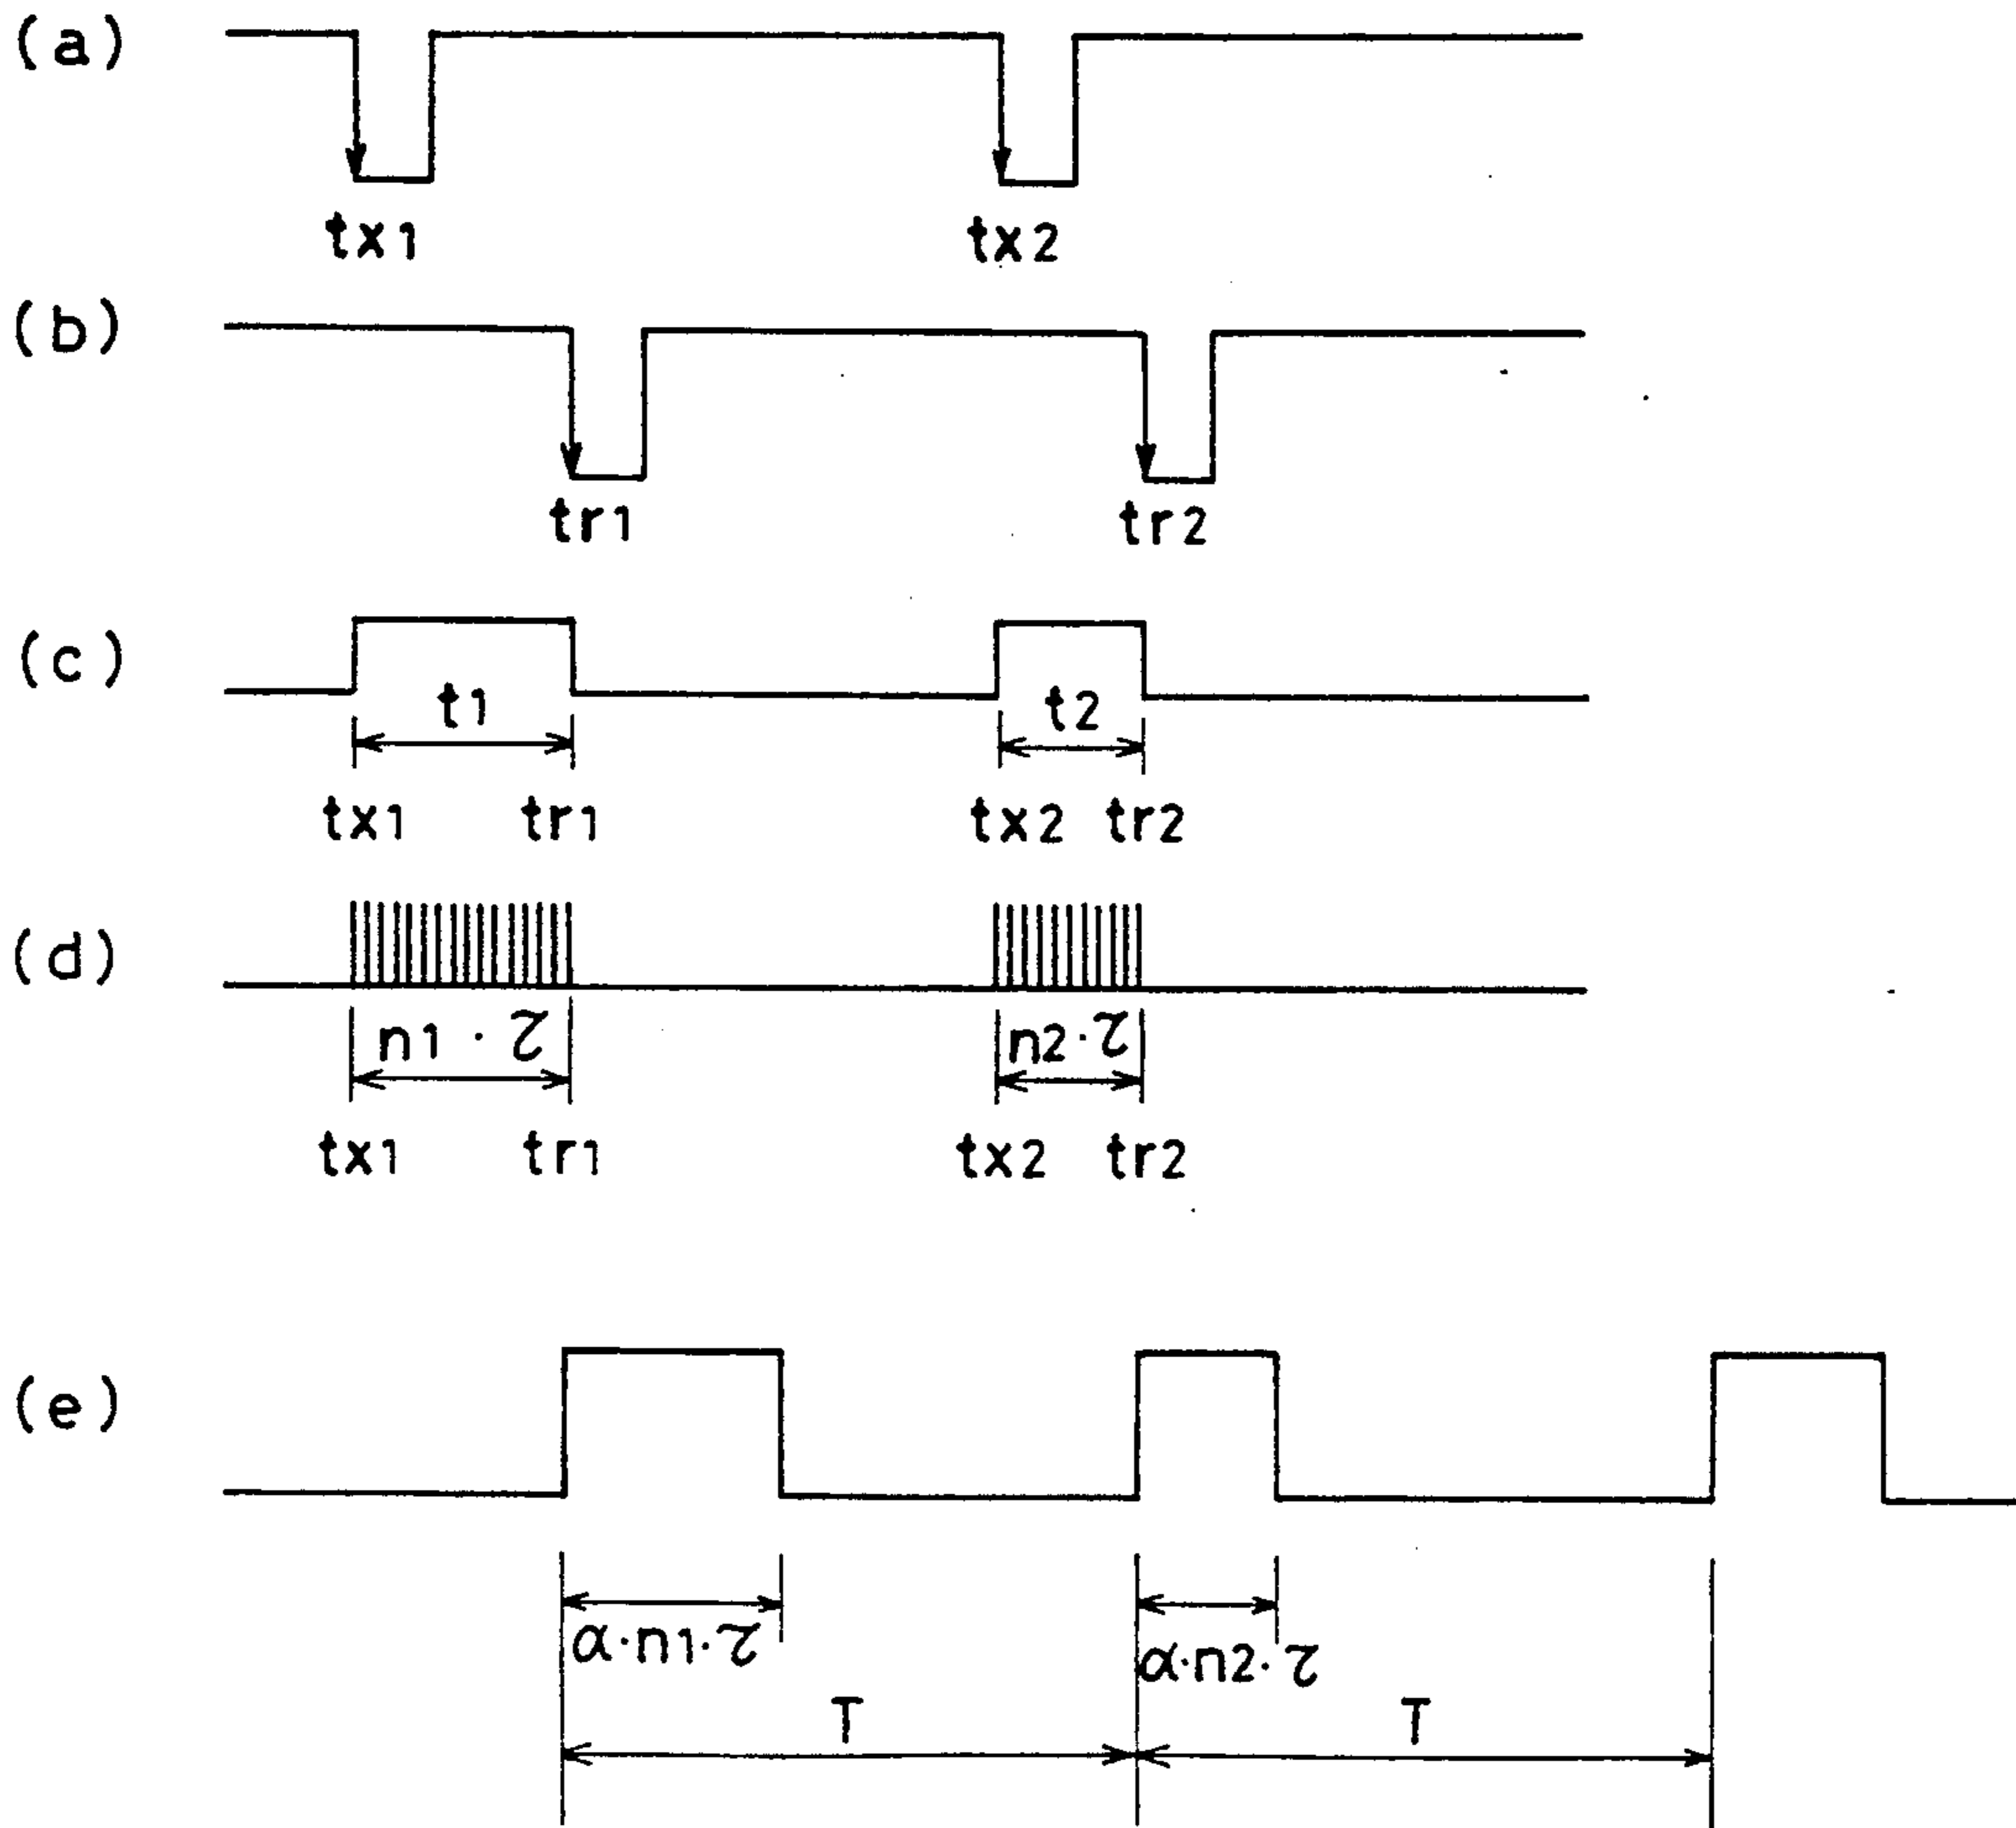 (a)
tx1 tx2
(b)
tr1 tr2
(c)
t1 t2
tx1 tr1 tx2 tr2
(d)
n1・τ n2・τ
tx1 tr1 tx2 tr2
(e)
α・n1・τ α・n2・τ
T T